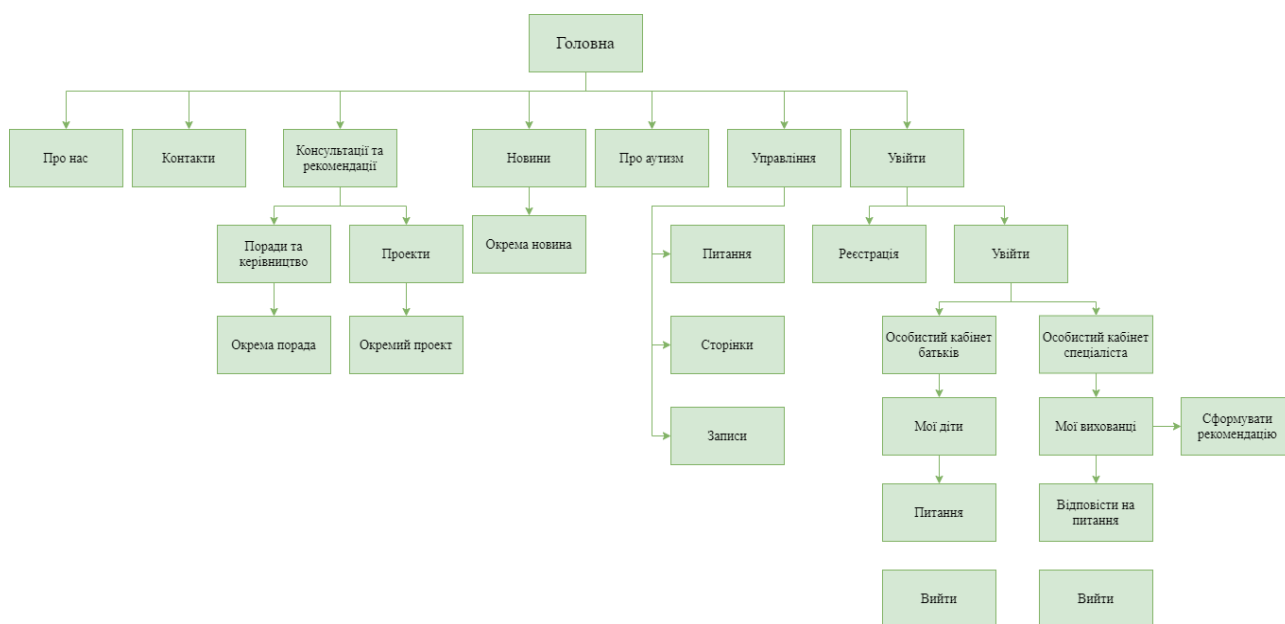 Головна
Про нас
Контакти
Консультації та
рекомендації
Новини
Про аутизм
Управління
Увійти
Поради та
керівництво
Проекти
Окрема новина
Питання
Реєстрація
Увійти
Окрема порада
Окремий проект
Сторінки
Особистий кабінет
батьків
Особистий кабінет
спеціаліста
Записи
Мої діти
Мої вихованці
Сформувати
рекомендацію
Питання
Відповісти на
питання
Вийти
Вийти